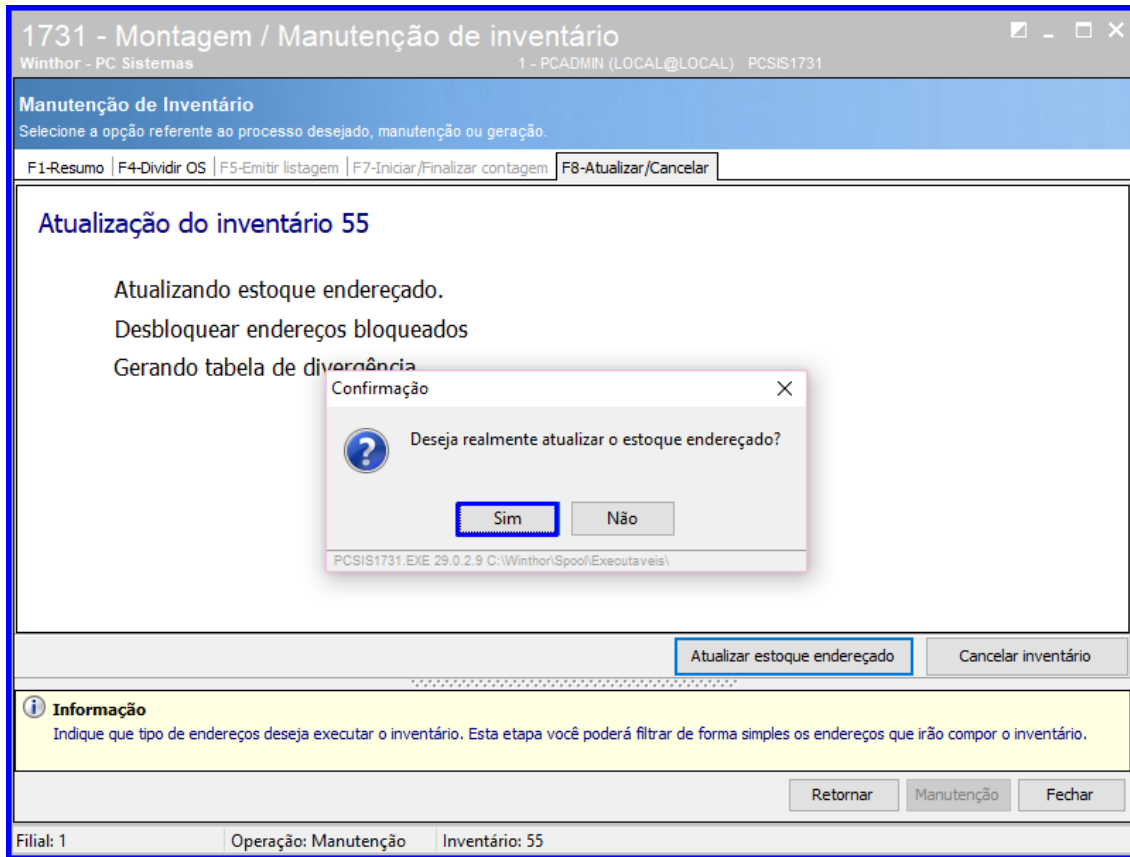 1731 - Montagem / Manutenção de inventário
Winthor - PC Sistemas 1 - PCADMIN (LOCAL@LOCAL) PCSIS1731
Manutenção de Inventário
Selecione a opção referente ao processo desejado, manutenção ou geração.
F1-Resumo F4-Dividir OS F5-Emitir listagem F7-Iniciar/Finalizar contagem F8-Atualizar/Cancelar
Atualização do inventário 55
Atualizando estoque endereçado.
Desbloquear endereços bloqueados
Gerando tabela de divergência
Confirmação
Deseja realmente atualizar o estoque endereçado?
Sim Não
PCSIS1731.EXE 29.0.2.9 C:\Winthor\Spool\Executaveis\
Atualizar estoque endereçado Cancelar inventário
Informação
Indique que tipo de endereços deseja executar o inventário. Esta etapa você poderá filtrar de forma simples os endereços que irão compor o inventário.
Retornar Manutenção Fechar
Filial: 1 Operação: Manutenção Inventário: 55